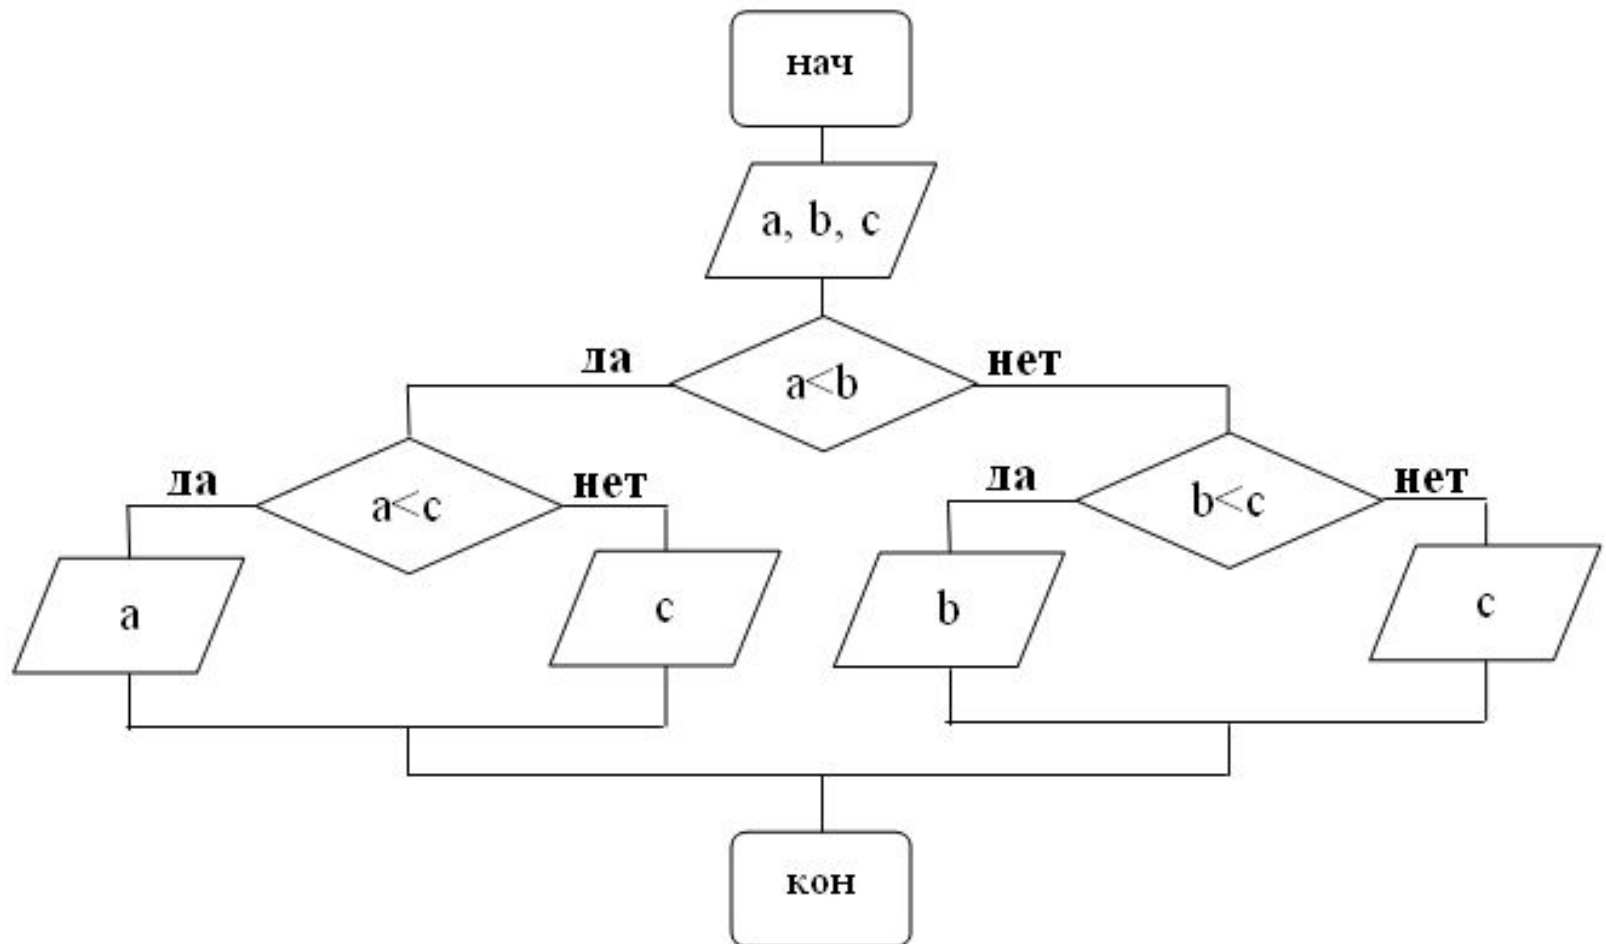 нач
a, b, c
да
a<b
нет
да
a<c
нет
да
b<c
нет
a
c
b
c
кон